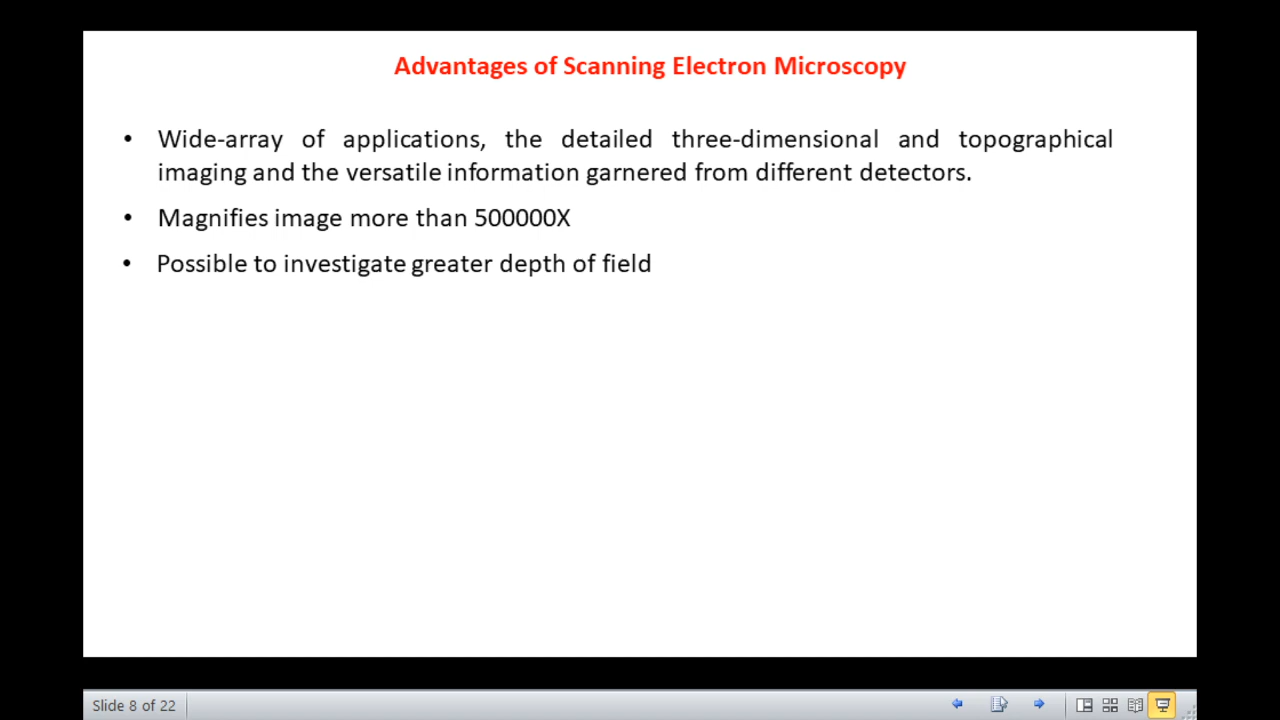 Advantages of Scanning Electron Microscopy
• Wide-array of applications, the detailed three-dimensional and topographical
imaging and the versatile information garnered from different detectors.
• Magnifies image more than 500000X
• Possible to investigate greater depth of field
Slide 8 of 22